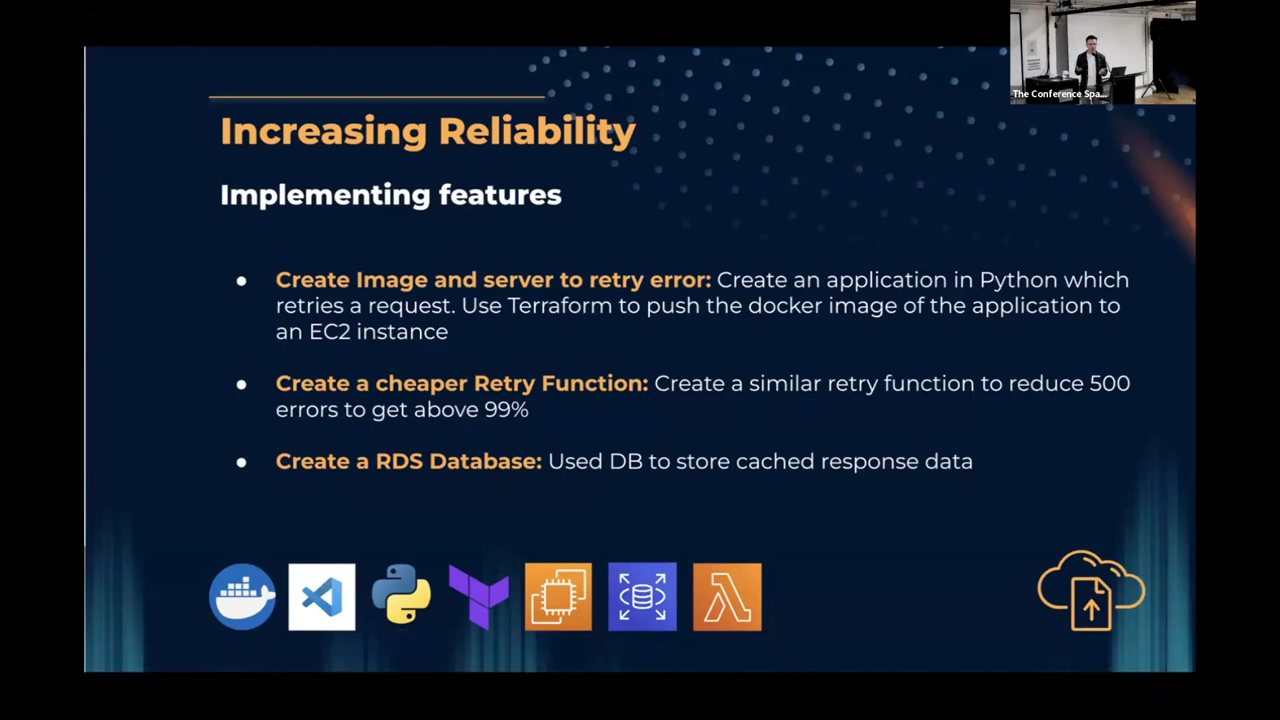 The Conference Spa...
Increasing Reliability
Implementing features
● Create Image and server to retry error: Create an application in Python which
retries a request. Use Terraform to push the docker image of the application to
an EC2 instance
● Create a cheaper Retry Function: Create a similar retry function to reduce 500
errors to get above 99%
● Create a RDS Database: Used DB to store cached response data